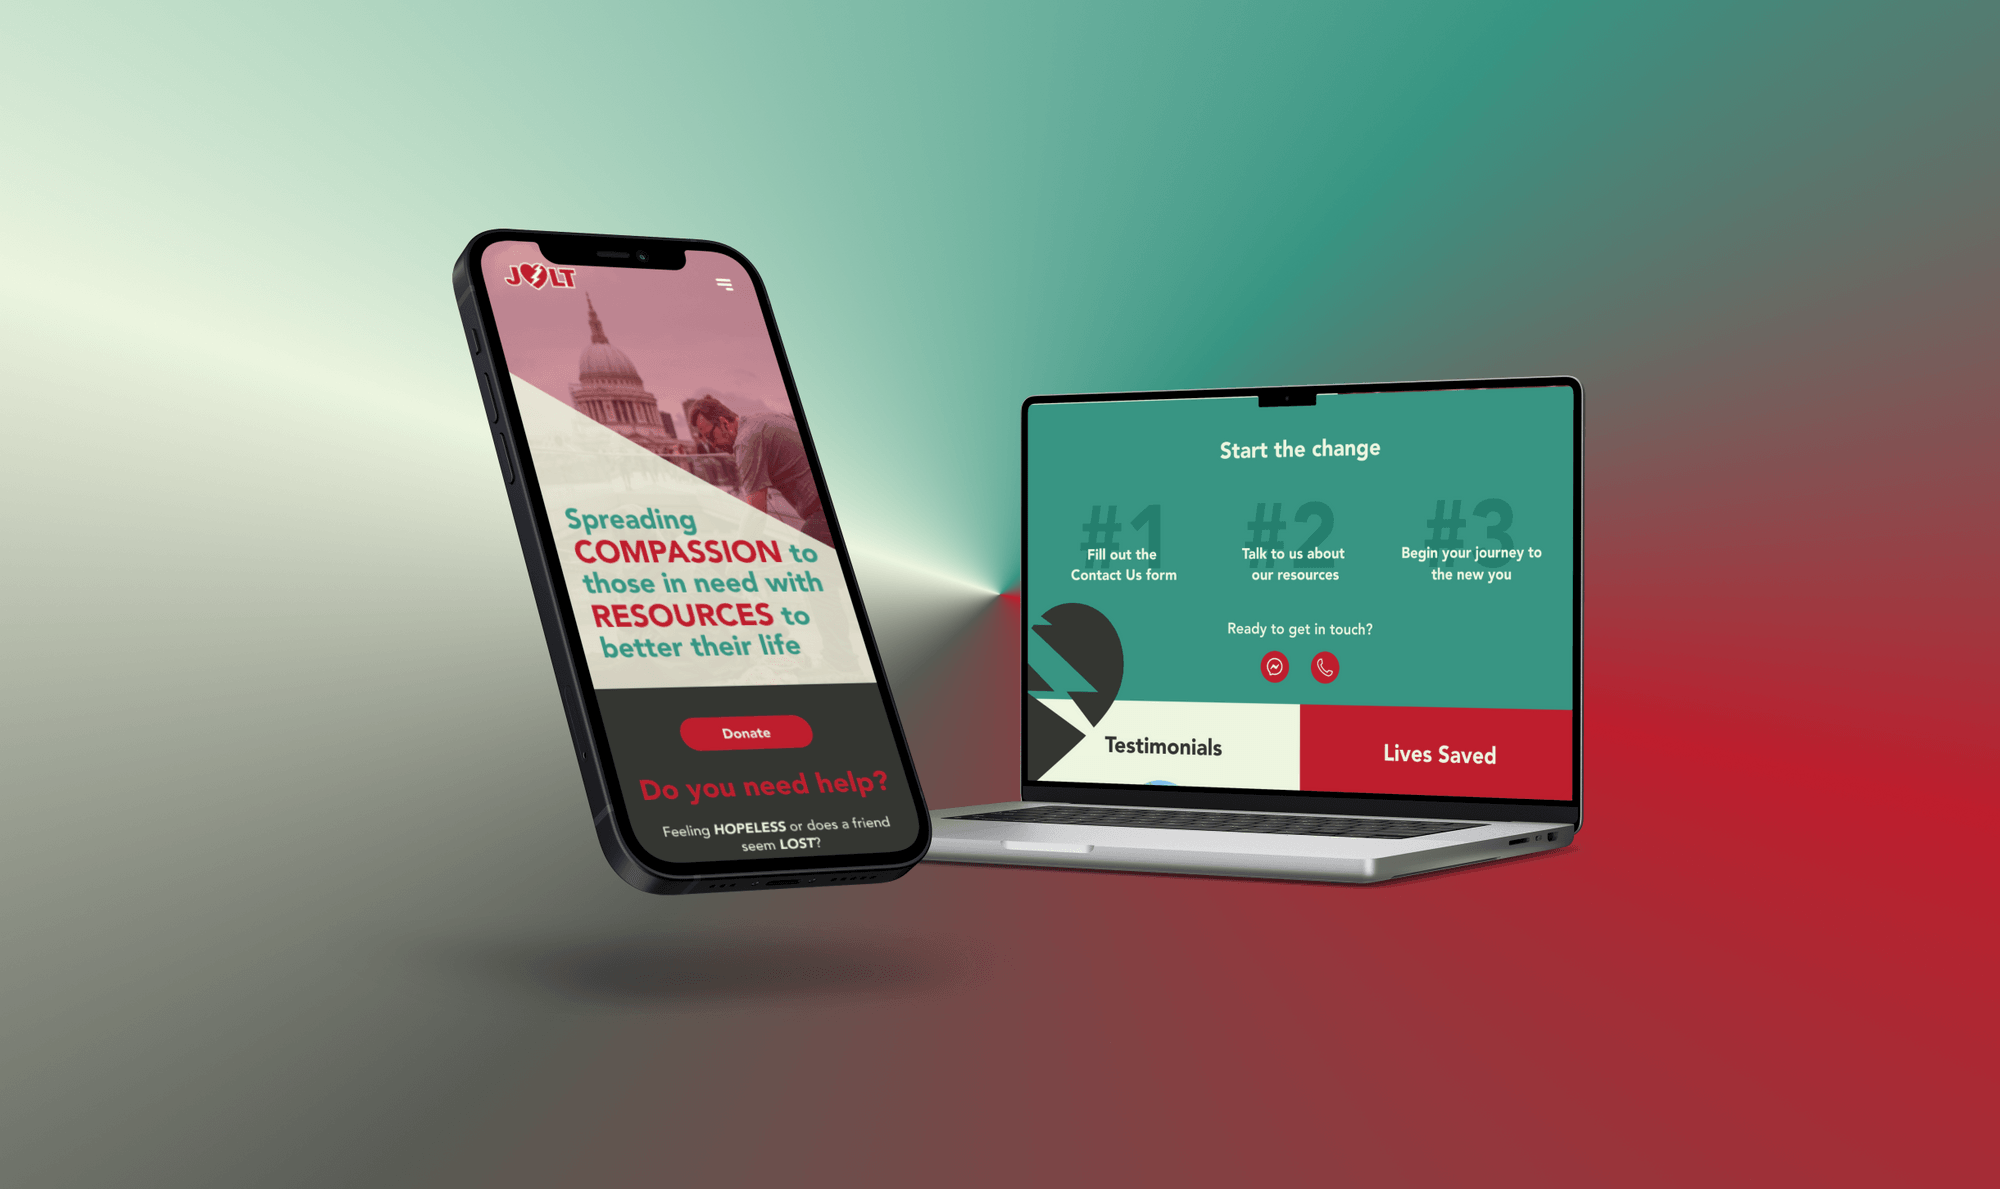 JOLT
Spreading
COMPASSION to
those in need with
RESOURCES to
better their life
Donate
Do you need help?
Feeling HOPELESS or does a friend
seem LOST?
Start the change
#1
Fill out the
Contact Us form
#2
Talk to us about
our resources
#3
Begin your journey to
the new you
Ready to get in touch?
Testimonials
Lives Saved